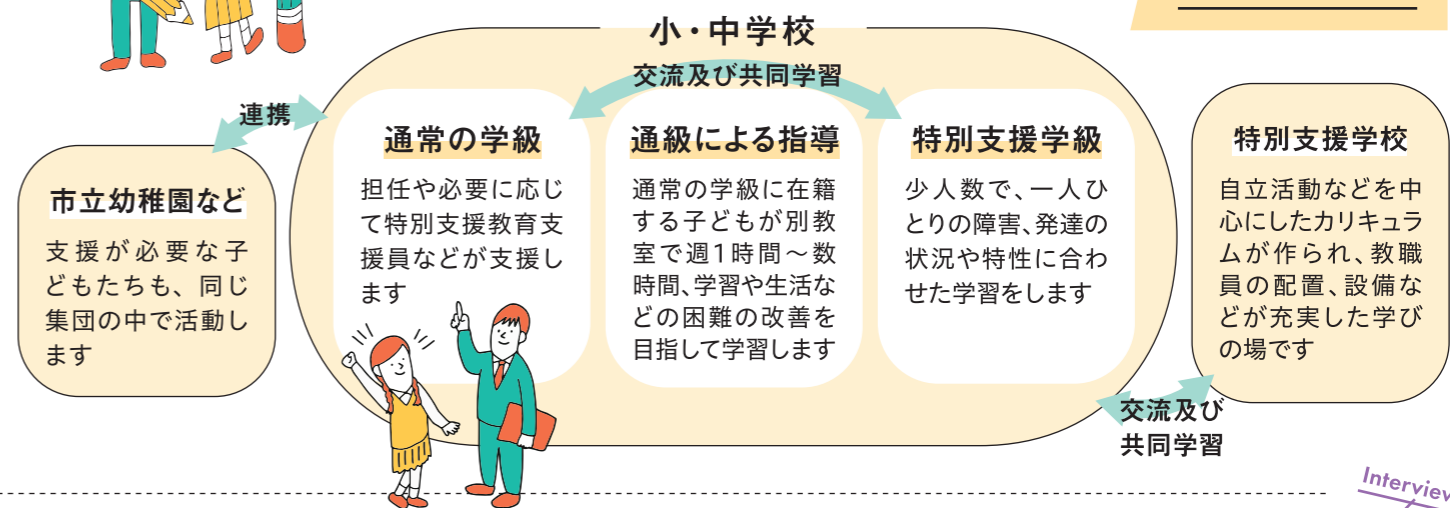 小・中学校
交流及び共同学習
連携
市立幼稚園など
支援が必要な子
どもたちも、同じ
集団の中で活動し
ます
通常の学級
担任や必要に応じ
て特別支援教育支
援員などが支援し
ます
通級による指導
通常の学級に在籍
する子どもが別教
室で週1時間～数
時間、学習や生活な
どの困難の改善を
目指して学習します
特別支援学級
少人数で、一人ひ
とりの障害、発達の
状況や特性に合わ
せた学習をします
特別支援学校
自立活動などを中
心にしたカリキュラ
ムが作られ、教職
員の配置、設備な
どが充実した学び
の場です
交流及び
共同学習
Interview